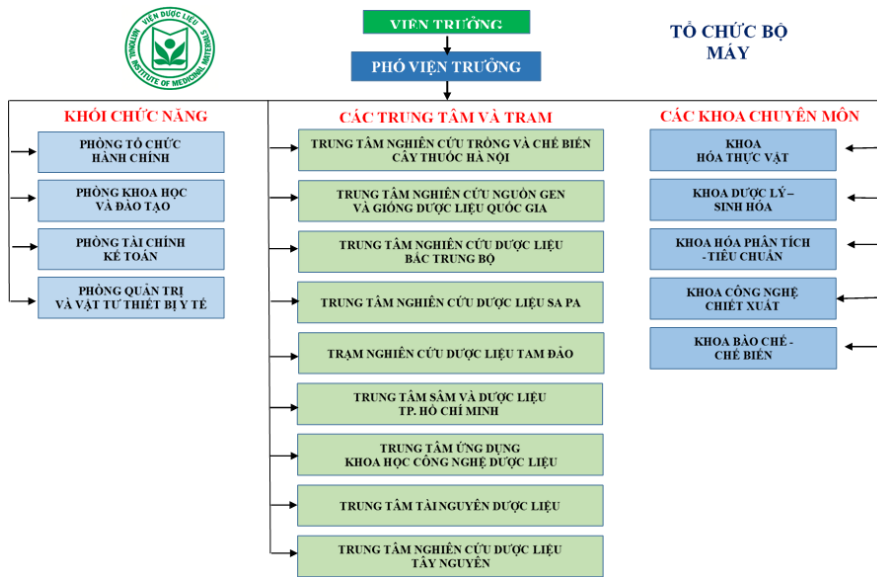 VIỆN DƯỢC LIỆU
NATIONAL INSTITUTE OF MEDICINAL MATERIALS
VIỆN TRƯỞNG
PHÓ VIỆN TRƯỞNG
TỔ CHỨC BỘ
MÁY
KHỐI CHỨC NĂNG
PHÒNG TỔ CHỨC
HÀNH CHÍNH
PHÒNG KHOA HỌC
VÀ ĐÀO TẠO
PHÒNG TÀI CHÍNH
KẾ TOÁN
PHÒNG QUẢN TRỊ
VÀ VẬT TƯ THIẾT BỊ Y TẾ
CÁC TRUNG TÂM VÀ TRẠM
TRUNG TÂM NGHIÊN CỨU TRỒNG VÀ CHẾ BIẾN
CÂY THUỐC HÀ NỘI
TRUNG TÂM NGHIÊN CỨU NGUỒN GEN
VÀ GIỐNG DƯỢC LIỆU QUỐC GIA
TRUNG TÂM NGHIÊN CỨU DƯỢC LIỆU
BẮC TRUNG BỘ
TRUNG TÂM NGHIÊN CỨU DƯỢC LIỆU SA PA
TRẠM NGHIÊN CỨU DƯỢC LIỆU TAM ĐẢO
TRUNG TÂM SÂM VÀ DƯỢC LIỆU
TP. HỒ CHÍ MINH
TRUNG TÂM ỨNG DỤNG
KHOA HỌC CÔNG NGHỆ DƯỢC LIỆU
TRUNG TÂM TÀI NGUYÊN DƯỢC LIỆU
TRUNG TÂM NGHIÊN CỨU DƯỢC LIỆU
TÂY NGUYÊN
CÁC KHOA CHUYÊN MÔN
KHOA
HÓA THỰC VẬT
KHOA DƯỢC LÝ–
SINH HÓA
KHOA HÓA PHÂN TÍCH
-TIÊU CHUẨN
KHOA CÔNG NGHỆ
CHIẾT XUẤT
KHOA BÀO CHẾ -
CHẾ BIẾN